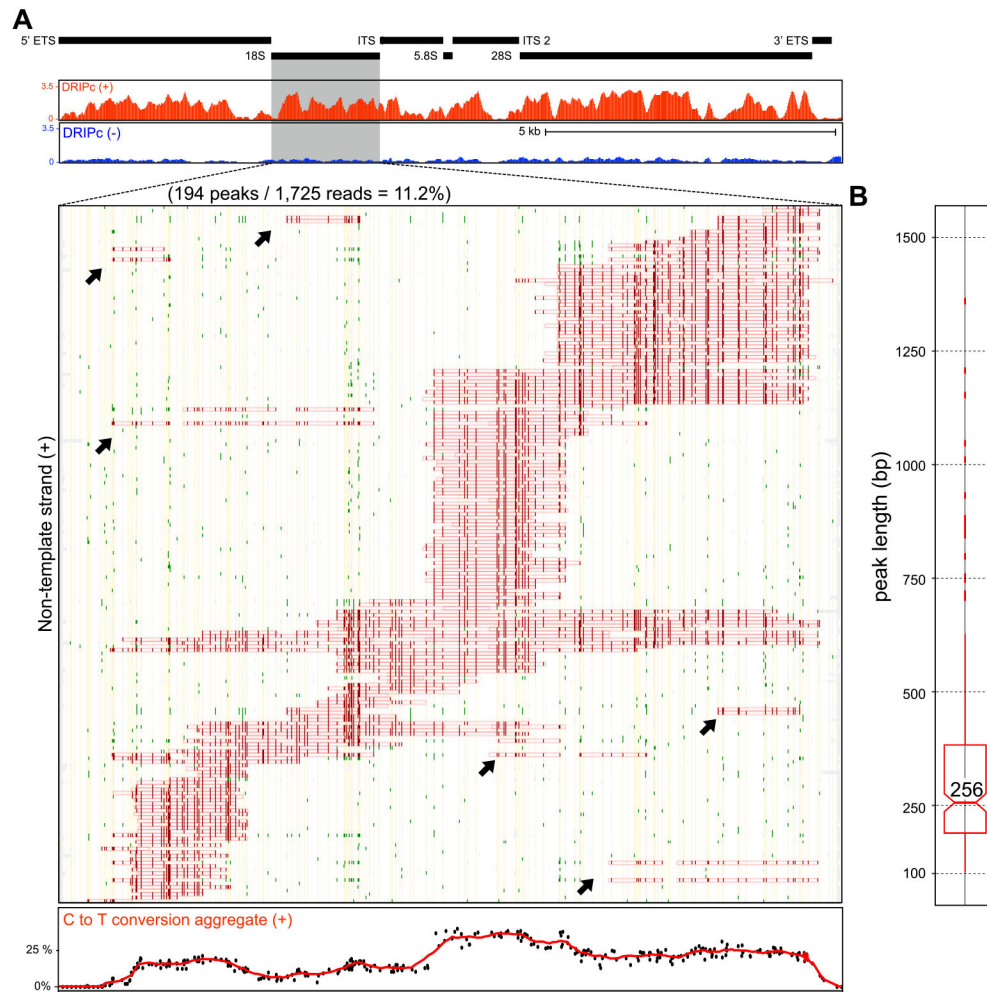 A
5' ETS ITS ITS 2 3' ETS
18S 5.8S 28S
3.5 DRIPc (+)
0
3.5 DRIPc (-)
5 kb
0
(194 peaks / 1,725 reads = 11.2%)
B
Non-template strand (+)
peak length (bp)
1500
1250
1000
750
500
256
250
100
C to T conversion aggregate (+)
25 %
0%